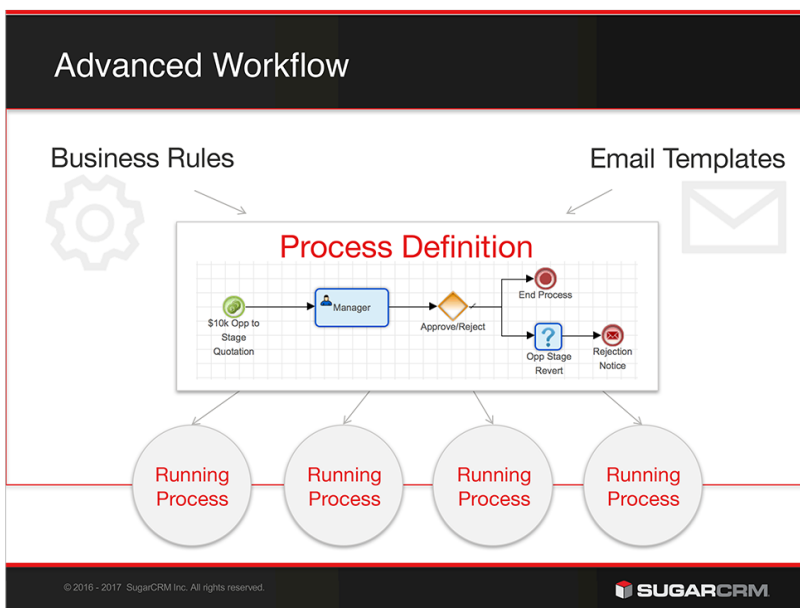 Advanced Workflow
Business Rules
Email Templates
Process Definition
$10k Opp to
Stage
Quotation
Manager
Approve/Reject
End Process
?
Opp Stage
Revert
Rejection
Notice
Running
Process
Running
Process
Running
Process
Running
Process
© 2016 - 2017 SugarCRM Inc. All rights reserved.
SUGARCRM